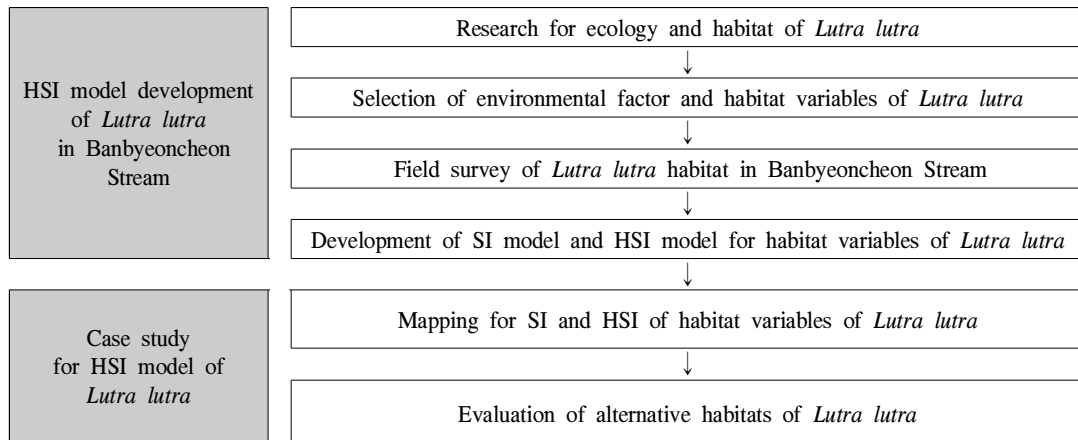 HSI model development
of Lutra lutra
in Banbyeoncheon
Stream
Research for ecology and habitat of Lutra lutra
Selection of environmental factor and habitat variables of Lutra lutra
Field survey of Lutra lutra habitat in Banbyeoncheon Stream
Development of SI model and HSI model for habitat variables of Lutra lutra
Case study
for HSI model of
Lutra lutra
Mapping for SI and HSI of habitat variables of Lutra lutra
Evaluation of alternative habitats of Lutra lutra